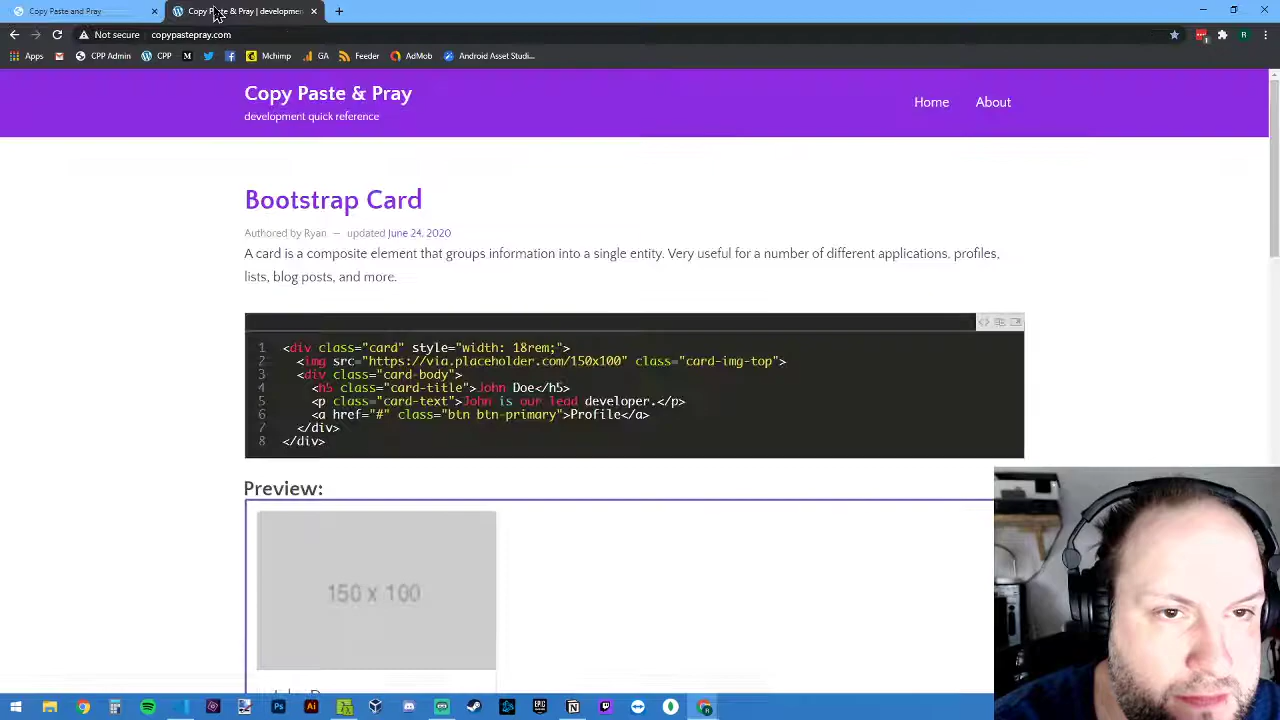 Copy Paste and Pray
Copy Paste & Pray | developmen
Not secure | copypastepray.com
Apps
CPP Admin
CPP
Mchimp
GA
Feeder
AdMob
Android Asset Studi...
Copy Paste & Pray
development quick reference
Home
About
Bootstrap Card
Authored by Ryan — updated June 24, 2020
A card is a composite element that groups information into a single entity. Very useful for a number of different applications, profiles,
lists, blog posts, and more.
1 <div class="card" style="width: 18rem;">
2 <img src="https://via.placeholder.com/150x100" class="card-img-top">
3 <div class="card-body">
4 <h5 class="card-title">John Doe</h5>
5 <p class="card-text">John is our lead developer.</p>
6 <a href="#" class="btn btn-primary">Profile</a>
7 </div>
8 </div>
Preview:
150 x 100